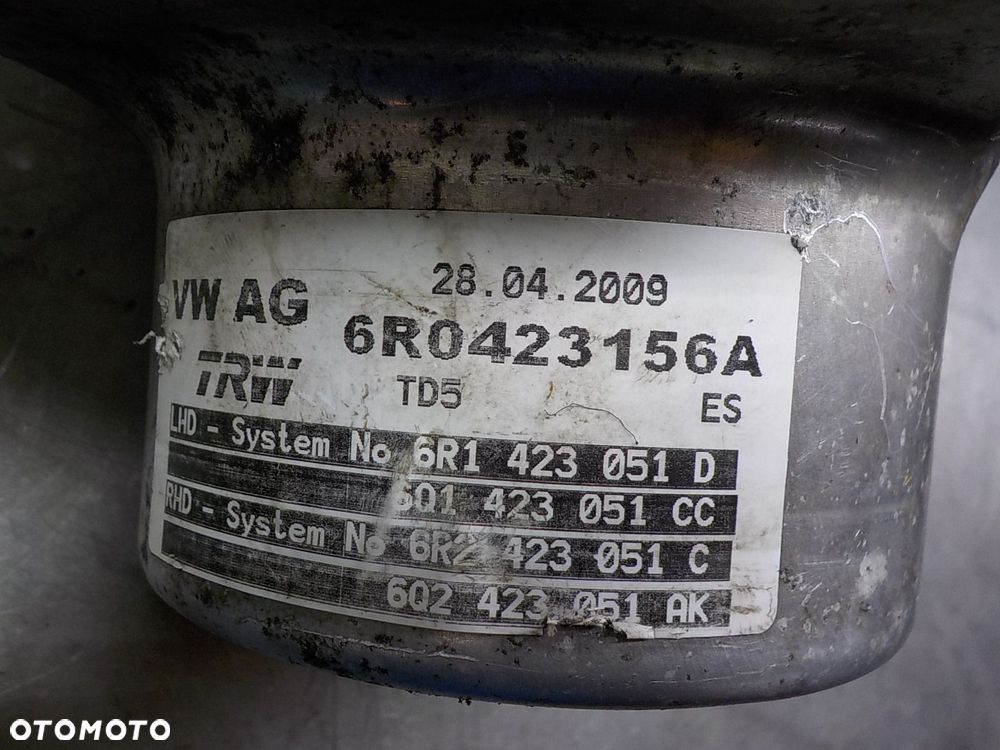 28.04.2009
VW AG 6R0423156A
TRW TD5 ES
LHD - System No 6R1 423 051 D
6Q1 423 051 CC
RHD - System No 6R2 423 051 C
6Q2 423 051 AK
OTOMOTO